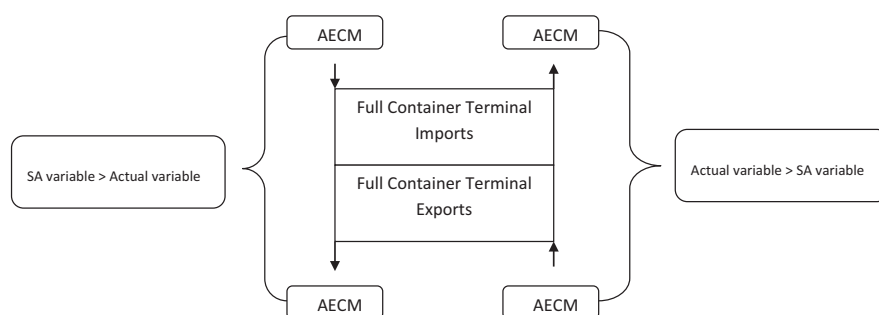 AECM
AECM
Full Container Terminal
Imports
SA variable > Actual variable
Actual variable > SA variable
Full Container Terminal
Exports
AECM
AECM